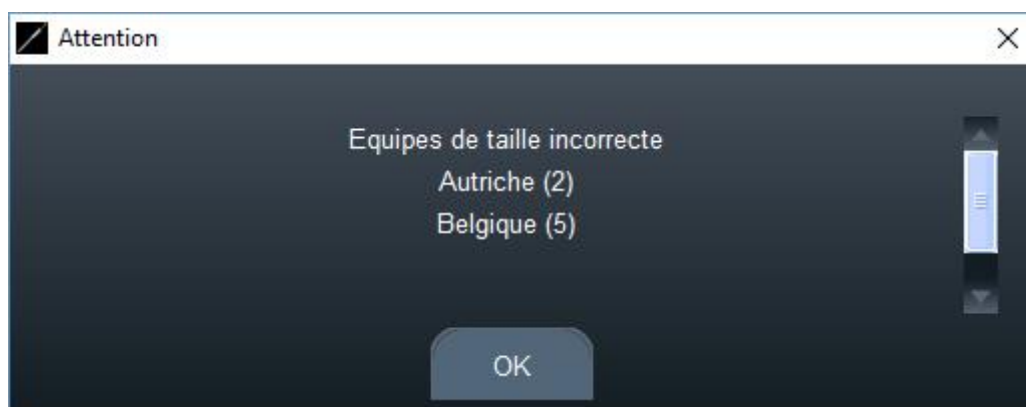 Attention
Equipes de taille incorrecte
Autriche (2)
Belgique (5)
OK